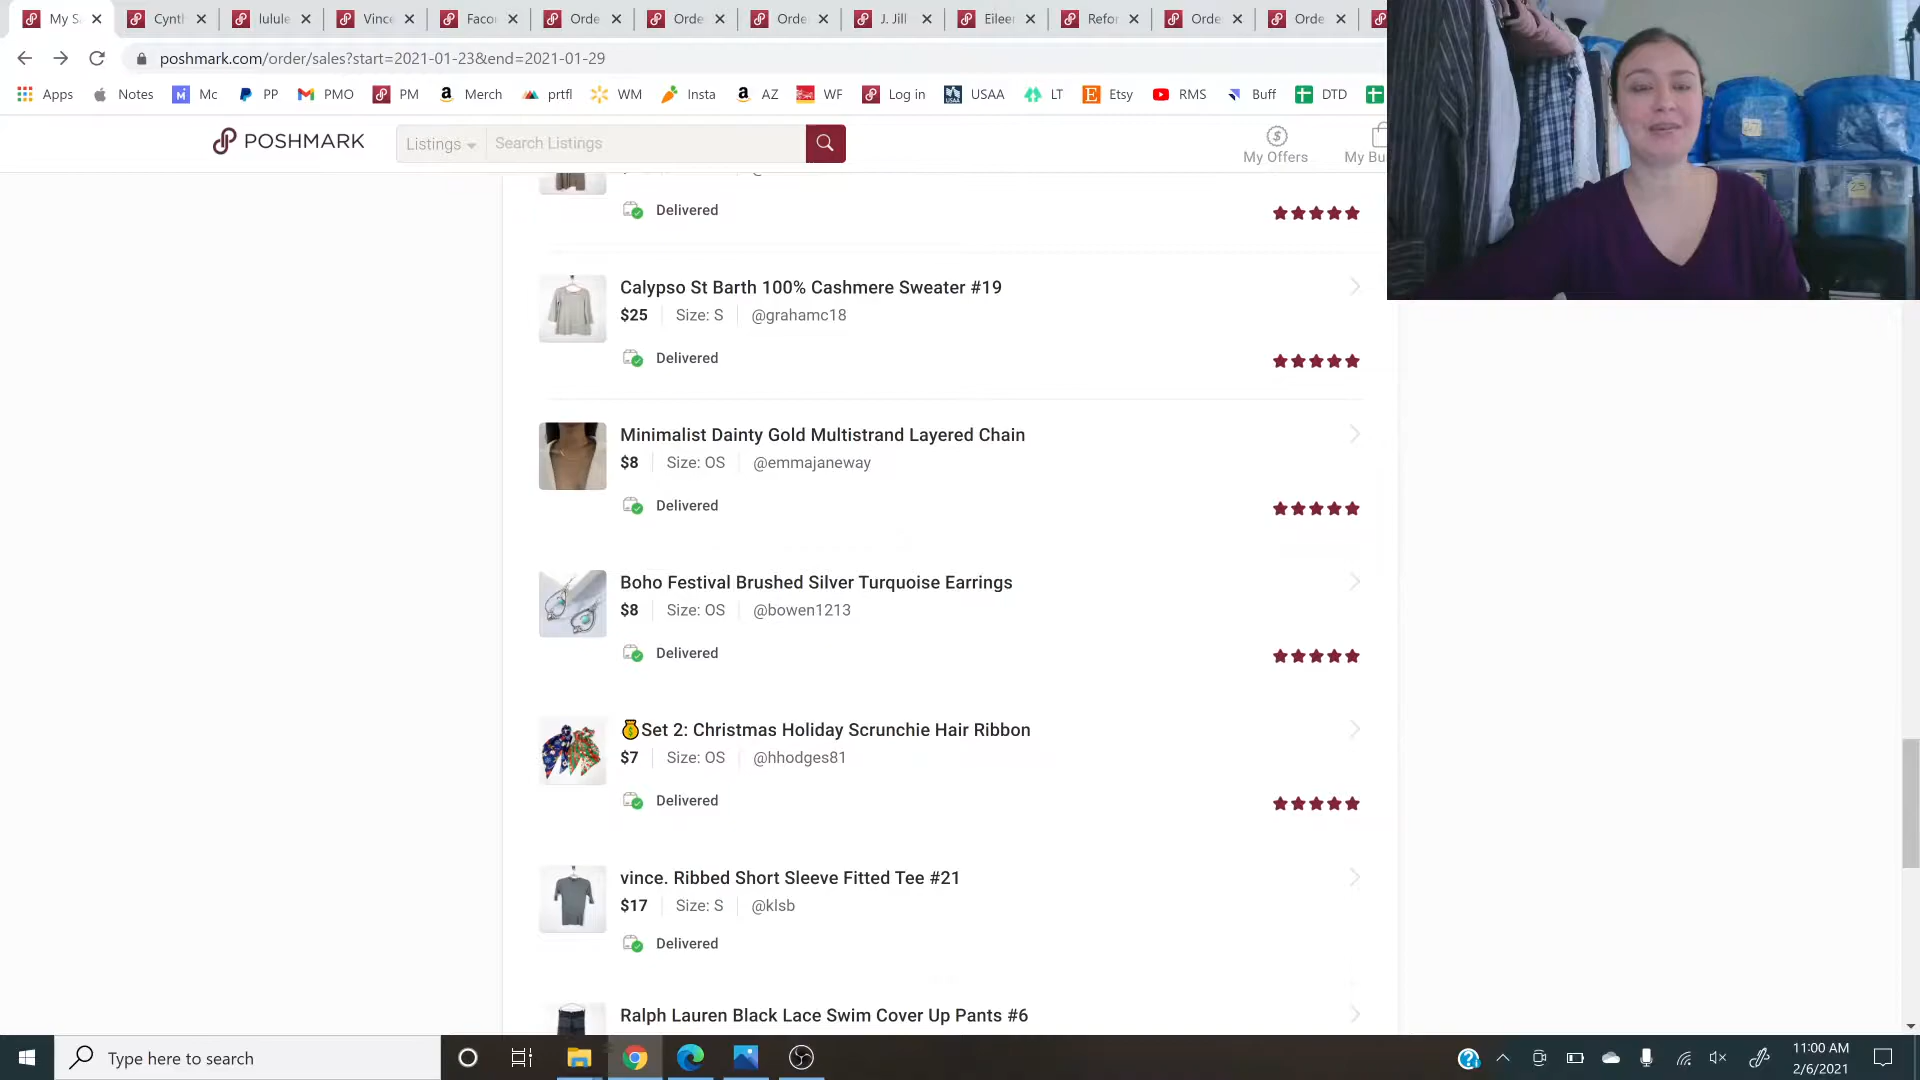 My S
Cynt
lulule
Vince
Faco
Orde
Orde
Orde
J. Jill
Eileer
Refor
Orde
Orde
poshmark.com/order/sales?start=2021-01-23&end=2021-01-29
Apps
Notes
Mc
PP
PMO
PM
Merch
prtfl
WM
Insta
AZ
WF
Log in
USAA
LT
Etsy
RMS
Buff
DTD
POSHMARK
Listings
Search Listings
My Offers
My Bu
Delivered
Calypso St Barth 100% Cashmere Sweater #19
$25 Size: S @grahamc18
Delivered
Minimalist Dainty Gold Multistrand Layered Chain
$8 Size: OS @emmajaneway
Delivered
Boho Festival Brushed Silver Turquoise Earrings
$8 Size: OS @bowen1213
Delivered
💰Set 2: Christmas Holiday Scrunchie Hair Ribbon
$7 Size: OS @hhodges81
Delivered
vince. Ribbed Short Sleeve Fitted Tee #21
$17 Size: S @klsb
Delivered
Ralph Lauren Black Lace Swim Cover Up Pants #6
Type here to search
11:00 AM
2/6/2021